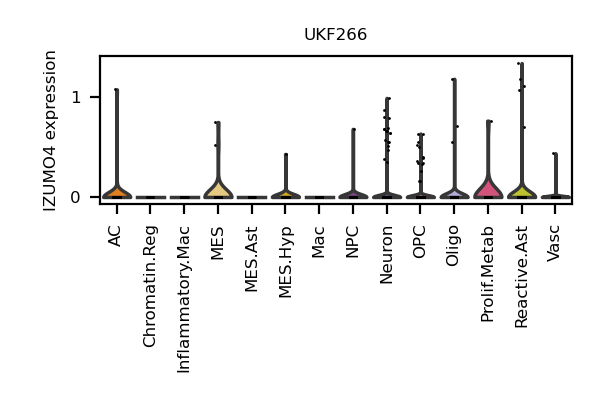 UKF266
IZUMO4 expression
1
0
AC
Chromatin.Reg
Inflammatory.Mac
MES
MES.Ast
MES.Hyp
Mac
NPC
Neuron
OPC
Oligo
Prolif.Metab
Reactive.Ast
Vasc